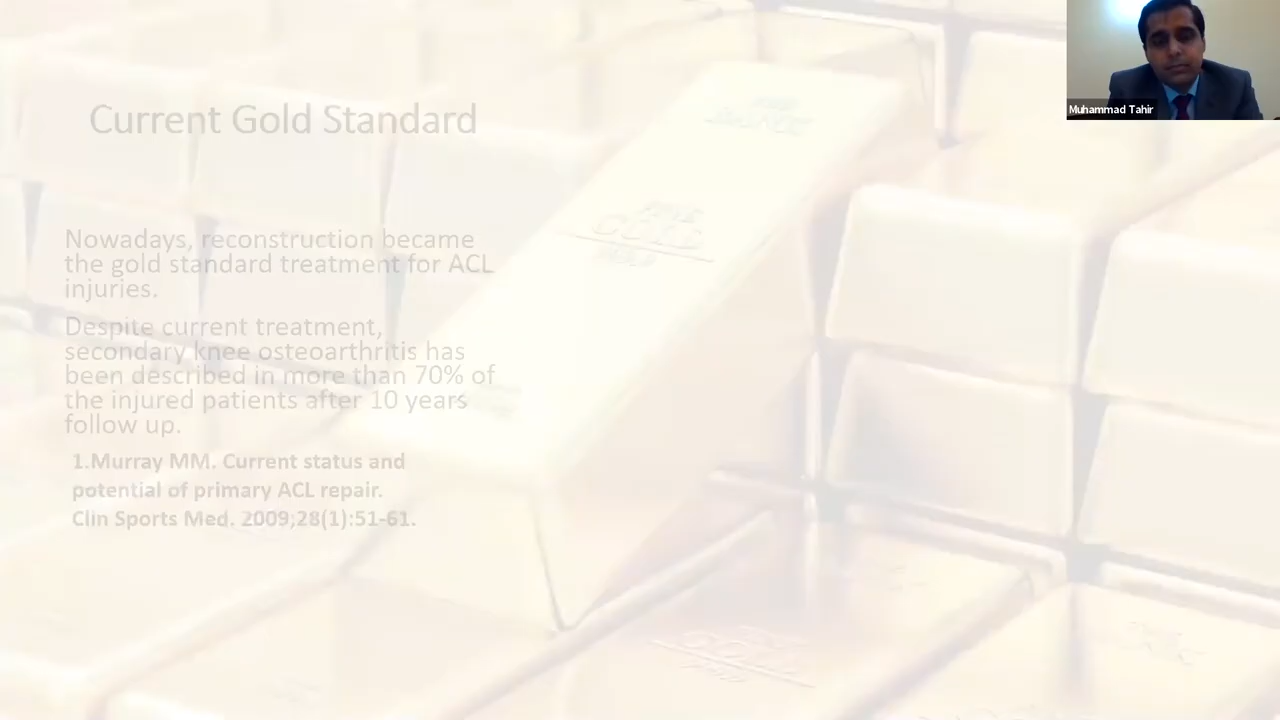 Current Gold Standard
Muhammad Tahir
Nowadays, reconstruction became
the gold standard treatment for ACL
injuries.
Despite current treatment,
secondary knee osteoarthritis has
been described in more than 70% of
the injured patients after 10 years
follow up.
1.Murray MM. Current status and
potential of primary ACL repair.
Clin Sports Med. 2009;28(1):51-61.